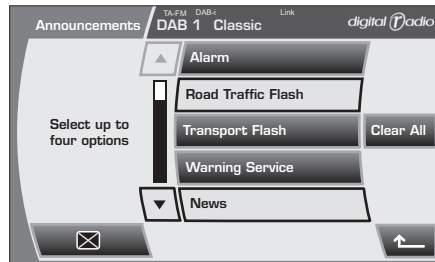 TA-FM DAB-i Link
Announcements DAB 1 Classic digital radio
Alarm
Road Traffic Flash
Select up to
four options
Transport Flash Clear All
Warning Service
News